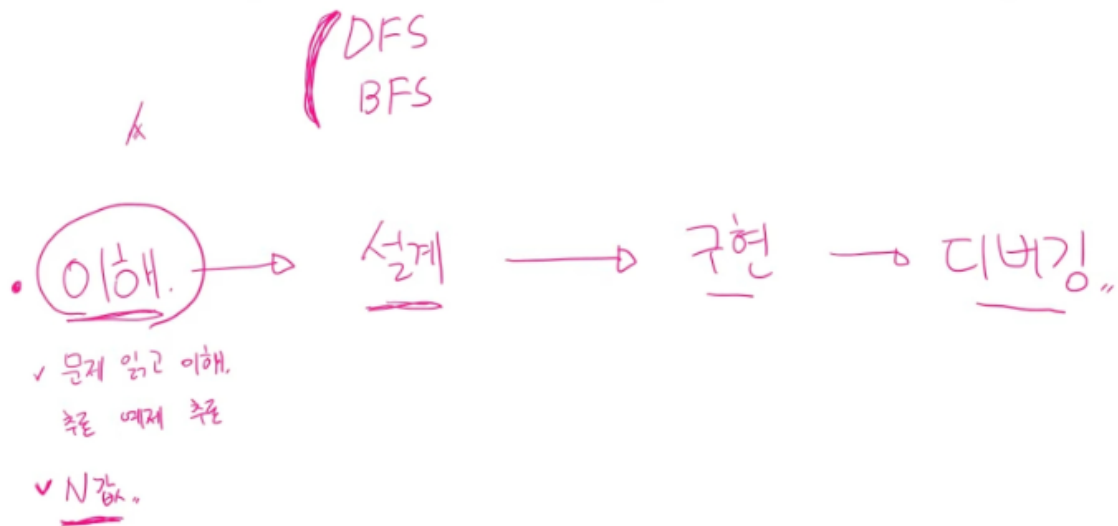 DFS
BFS
이해. → 설계 → 구현 → 디버깅..
✓ 문제 읽고 이해.
추론 예제 추론
✓ N값..